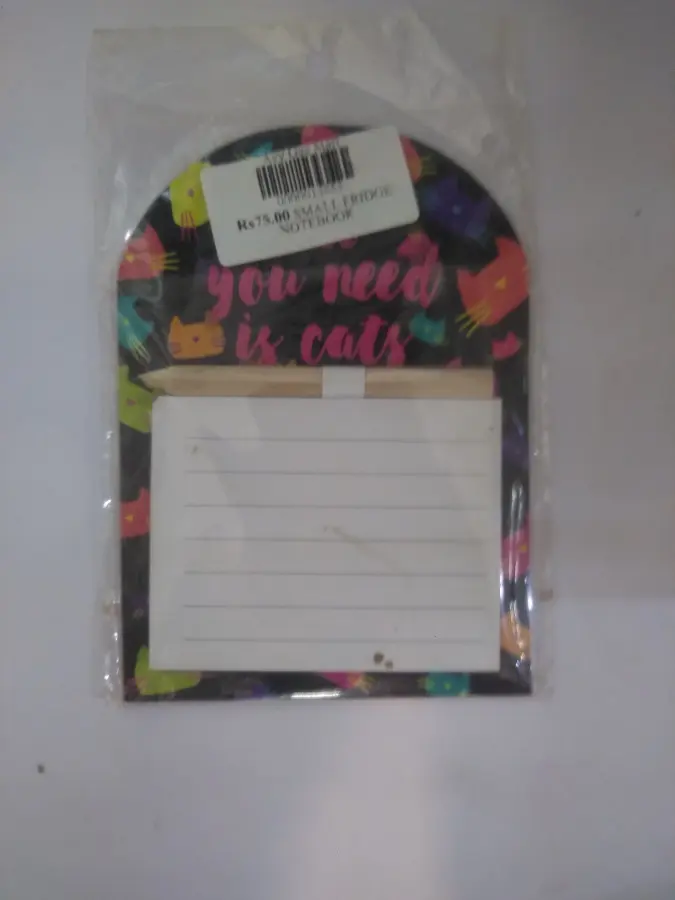 Rs75.00 SMALL FRIDGE
NOTEBOOK
you need
is cats